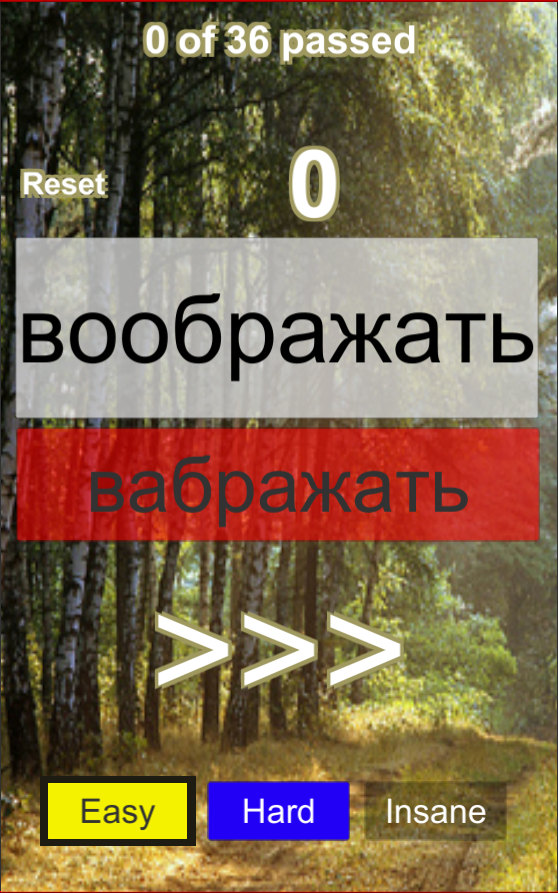 0 of 36 passed
Reset
0
воображать
вабражать
>>>
Easy Hard Insane